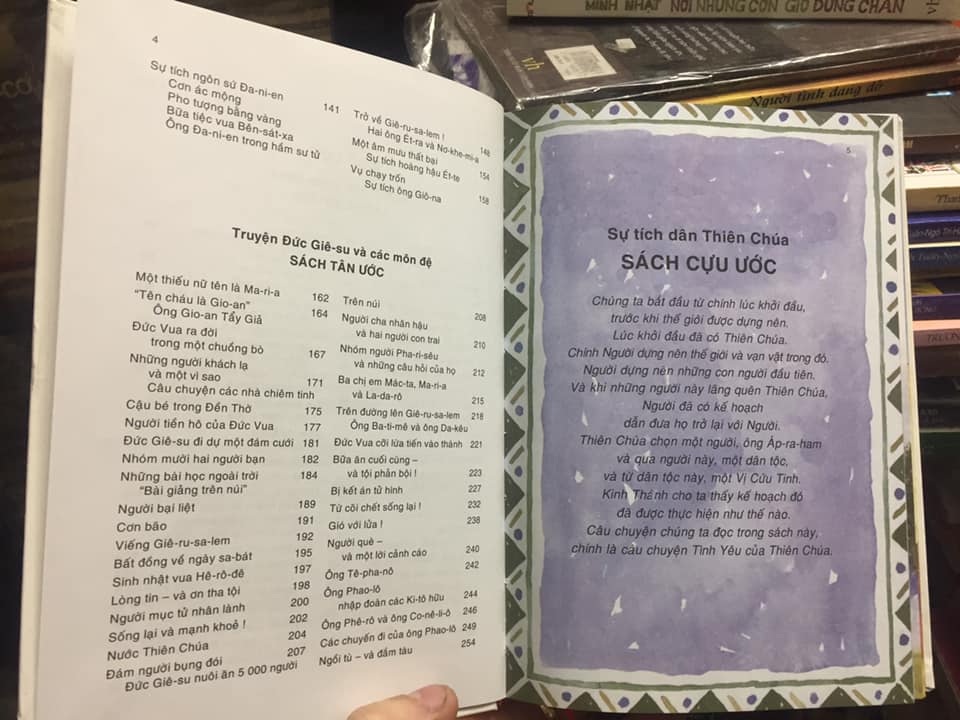 MINH NHẬT NƠI NHỮNG CƠN GIÓ DỪNG CHÂN
vh
vh
Người tình dang dở
4
Sự tích ngôn sứ Đa-ni-en
Cơn ác mộng 141
Pho tượng bằng vàng
Bữa tiệc vua Bên-sát-xa
Ông Đa-ni-en trong hầm sư tử
Trở về Giê-ru-sa-lem !
Hai ông Ét-ra và Nơ-khe-mi-a 148
Một âm mưu thất bại
Sự tích hoàng hậu Ét-te 154
Vụ chạy trốn
Sự tích ông Giô-na 158
Truyện Đức Giê-su và các môn đệ
SÁCH TÂN ƯỚC
Một thiếu nữ tên là Ma-ri-a 162
“Tên cháu là Gio-an” 164
Ông Gio-an Tẩy Giả
Đức Vua ra đời
trong một chuồng bò 167
Những người khách lạ
và một vì sao 171
Câu chuyện các nhà chiêm tinh
Cậu bé trong Đền Thờ 175
Người tiền hô của Đức Vua 177
Đức Giê-su đi dự một đám cưới 181
Nhóm mười hai người bạn 182
Những bài học ngoài trời 184
“Bài giảng trên núi”
Người bại liệt 189
Cơn bão 191
Viếng Giê-ru-sa-lem 192
Bất đồng về ngày sa-bát 195
Sinh nhật vua Hê-rô-đê 197
Lòng tin – và ơn tha tội 198
Người mục tử nhân lành 200
Sống lại và mạnh khoẻ ! 202
Nước Thiên Chúa 204
Đám người bụng đói 207
Đức Giê-su nuôi ăn 5 000 người
Trên núi 208
Người cha nhân hậu
và hai người con trai 210
Nhóm người Pha-ri-sêu
và những câu hỏi của họ 212
Ba chị em Mác-ta, Ma-ri-a
và La-da-rô 215
Trên đường lên Giê-ru-sa-lem 218
Ông Ba-ti-mê và ông Da-kêu
Đức Vua cỡi lừa tiến vào thành 221
Bữa ăn cuối cùng –
và tội phản bội ! 223
Bị kết án tử hình 227
Từ cõi chết sống lại ! 232
Gió với lửa ! 238
Người què –
và một lời cảnh cáo 240
Ông Tê-pha-nô 242
Ông Phao-lô
nhập đoàn các Ki-tô hữu 244
Ông Phê-rô và ông Co-nê-li-ô 246
Các chuyến đi của ông Phao-lô 249
Ngồi tù – và đắm tàu 254
5
Sự tích dân Thiên Chúa
SÁCH CỰU ƯỚC
Chúng ta bắt đầu từ chính lúc khởi đầu,
trước khi thế giới được dựng nên.
Lúc khởi đầu đã có Thiên Chúa.
Chính Người dựng nên thế giới và vạn vật trong đó.
Người dựng nên những con người đầu tiên.
Và khi những người này lãng quên Thiên Chúa,
Người đã có kế hoạch
dẫn đưa họ trở lại với Người.
Thiên Chúa chọn một người, ông Áp-ra-ham
và qua người này, một dân tộc,
và từ dân tộc này, một Vị Cứu Tinh.
Kinh Thánh cho ta thấy kế hoạch đó
đã được thực hiện như thế nào.
Câu chuyện chúng ta đọc trong sách này,
chính là câu chuyện Tình Yêu của Thiên Chúa.